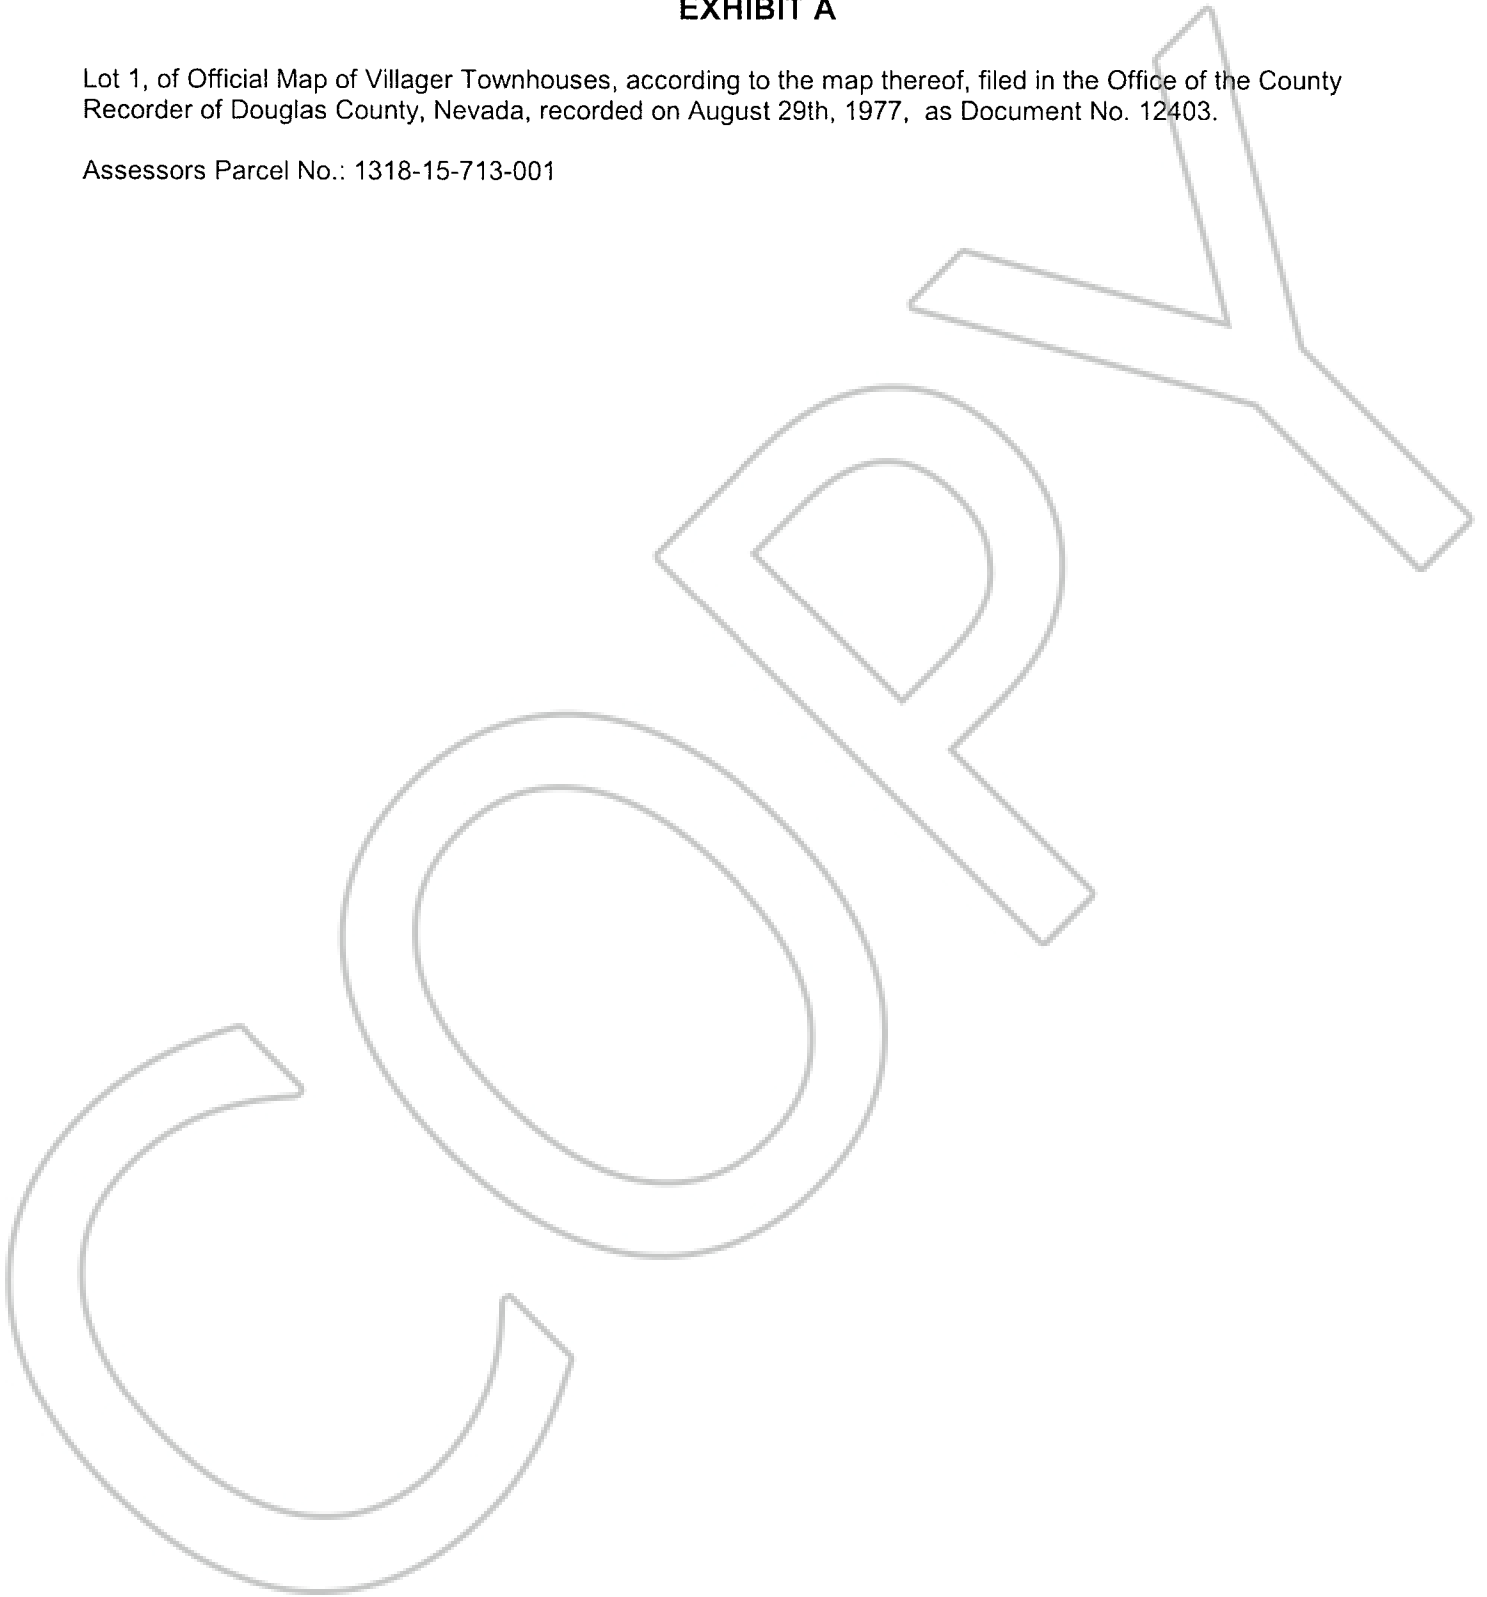 EXHIBIT A
Lot 1, of Official Map of Villager Townhouses, according to the map thereof, filed in the Office of the County
Recorder of Douglas County, Nevada, recorded on August 29th, 1977,  as Document No. 12403.
Assessors Parcel No.: 1318-15-713-001
COPY